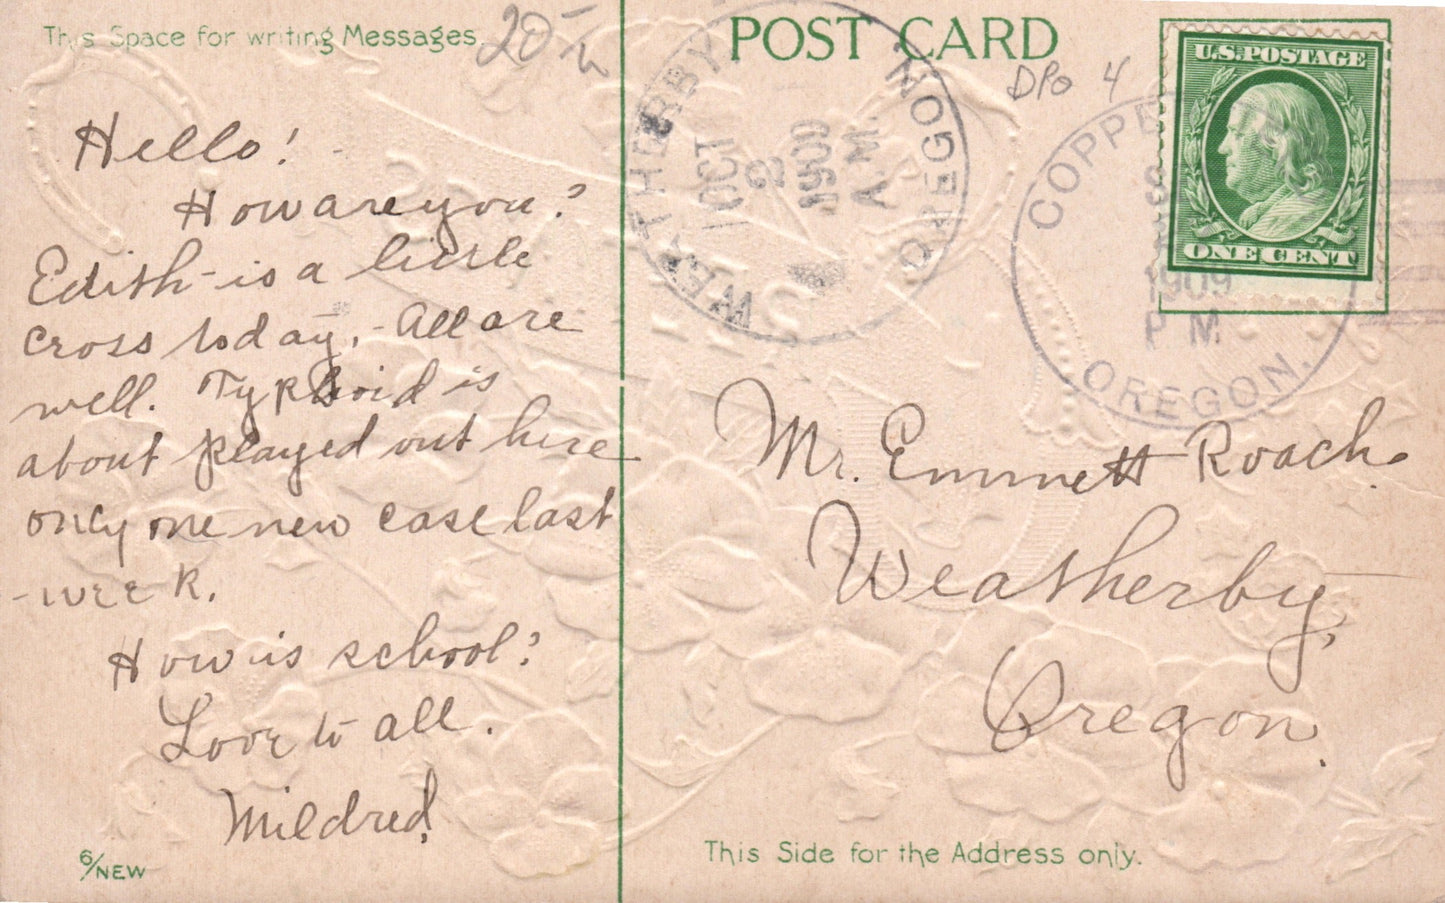 This Space for writing Messages
20
POST CARD
DPO 4
U.S. POSTAGE
ONE CENT
WEATHERBY OREGON
OCT
2
1909
A.M.
COPPE
1909
P M
OREGON.
Hello!
How are you?
Edith-is a little
cross today. - All are
well. Typhoid is
about played out here
only one new case last
-week.
How is school?
Love to all.
Mildred,
6/NEW
Mr. Emmett Roach.
Weatherby,
Oregon.
This Side for the Address only.